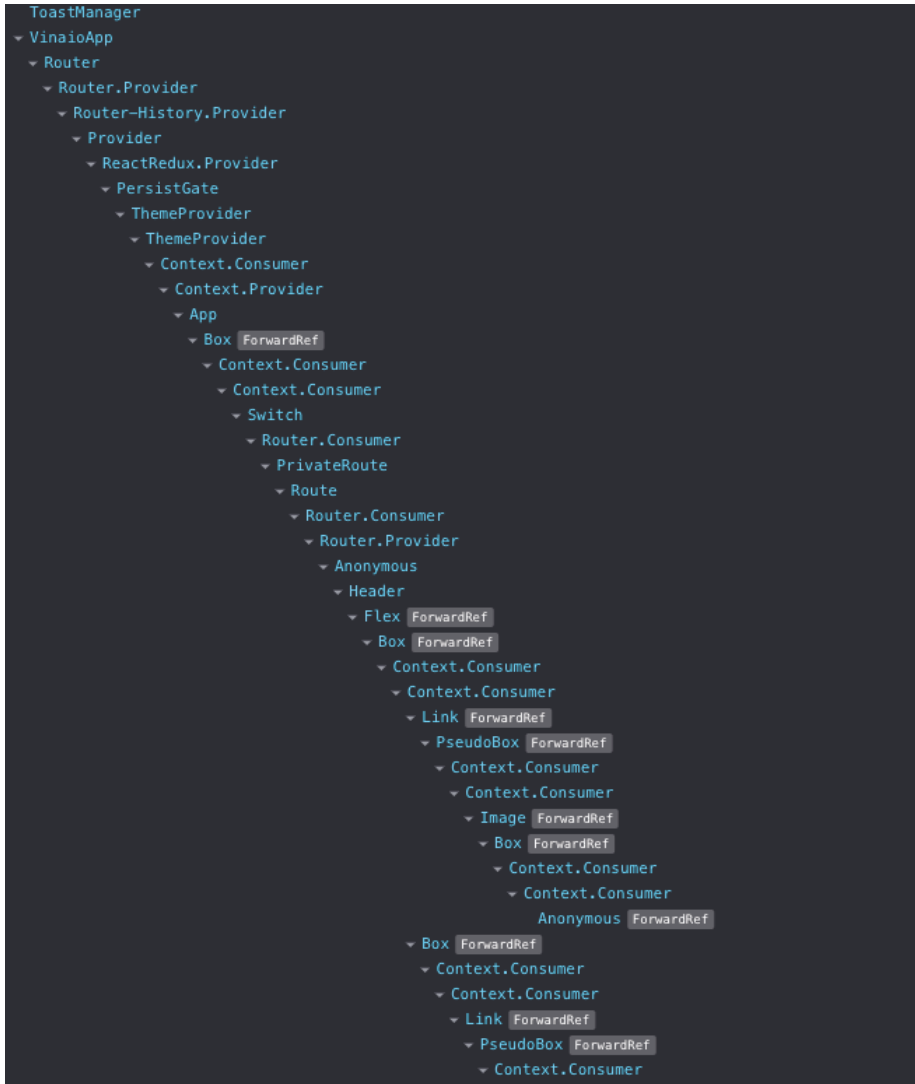 ToastManager
VinaioApp
Router
Router.Provider
Router-History.Provider
Provider
ReactRedux.Provider
PersistGate
ThemeProvider
ThemeProvider
Context.Consumer
Context.Provider
App
Box ForwardRef
Context.Consumer
Context.Consumer
Switch
Router.Consumer
PrivateRoute
Route
Router.Consumer
Router.Provider
Anonymous
Header
Flex ForwardRef
Box ForwardRef
Context.Consumer
Context.Consumer
Link ForwardRef
PseudoBox ForwardRef
Context.Consumer
Context.Consumer
Image ForwardRef
Box ForwardRef
Context.Consumer
Context.Consumer
Anonymous ForwardRef
Box ForwardRef
Context.Consumer
Context.Consumer
Link ForwardRef
PseudoBox ForwardRef
Context.Consumer